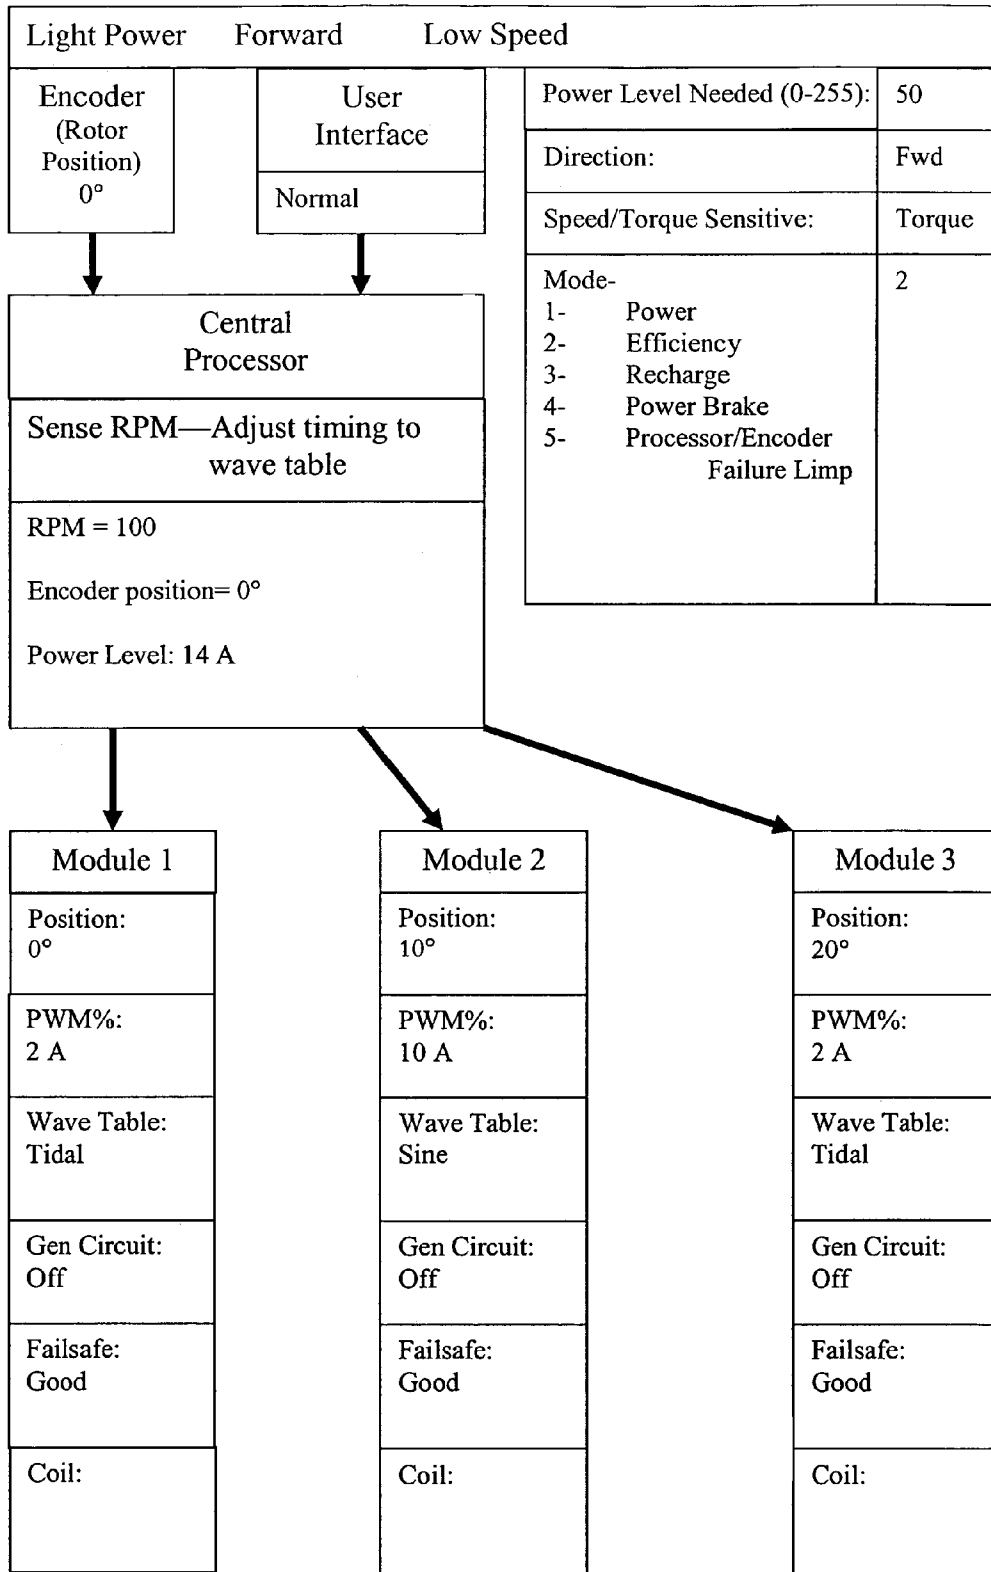 Light Power Forward Low Speed
Encoder
(Rotor
Position)
0°
User
Interface
Normal
Power Level Needed (0-255): 50
Direction: Fwd
Speed/Torque Sensitive: Torque
Mode- 2
1- Power
2- Efficiency
3- Recharge
4- Power Brake
5- Processor/Encoder
Failure Limp
Central
Processor
Sense RPM—Adjust timing to
wave table
RPM = 100
Encoder position= 0°
Power Level: 14 A
Module 1
Position:
0°
PWM%:
2 A
Wave Table:
Tidal
Gen Circuit:
Off
Failsafe:
Good
Coil:
Module 2
Position:
10°
PWM%:
10 A
Wave Table:
Sine
Gen Circuit:
Off
Failsafe:
Good
Coil:
Module 3
Position:
20°
PWM%:
2 A
Wave Table:
Tidal
Gen Circuit:
Off
Failsafe:
Good
Coil: